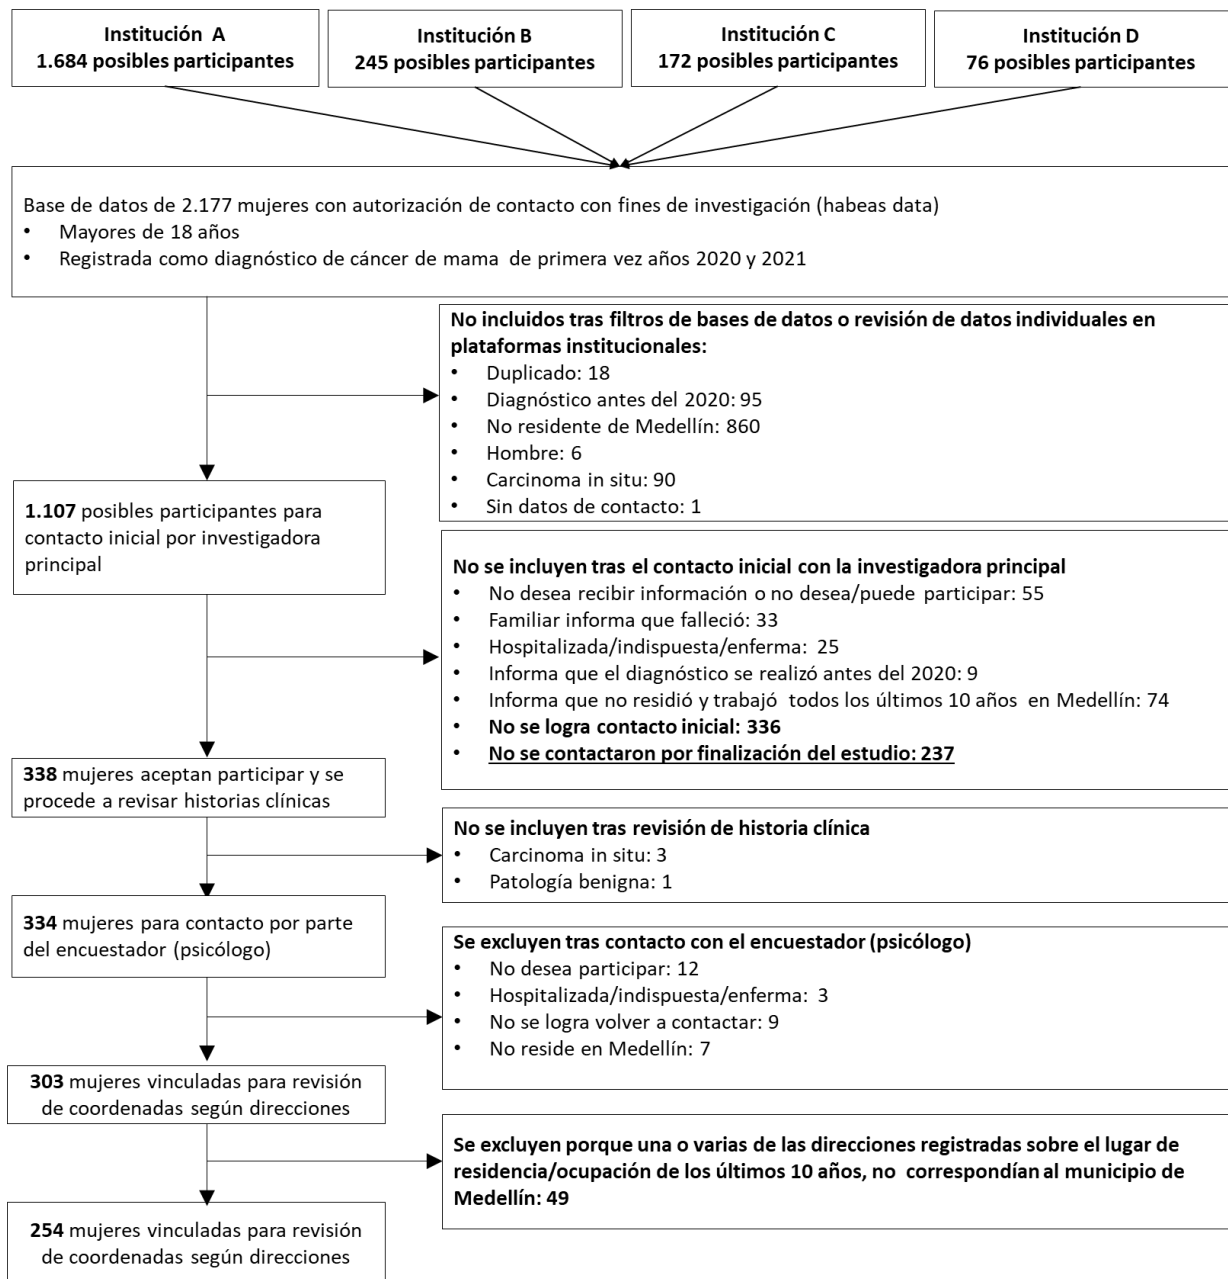 Institución A
1.684 posibles participantes
Institución B
245 posibles participantes
Institución C
172 posibles participantes
Institución D
76 posibles participantes
Base de datos de 2.177 mujeres con autorización de contacto con fines de investigación (habeas data)
• Mayores de 18 años
• Registrada como diagnóstico de cáncer de mama de primera vez años 2020 y 2021
No incluidos tras filtros de bases de datos o revisión de datos individuales en
plataformas institucionales:
• Duplicado: 18
• Diagnóstico antes del 2020: 95
• No residente de Medellín: 860
• Hombre: 6
• Carcinoma in situ: 90
• Sin datos de contacto: 1
1.107 posibles participantes para
contacto inicial por investigadora
principal
No se incluyen tras el contacto inicial con la investigadora principal
• No desea recibir información o no desea/puede participar: 55
• Familiar informa que falleció: 33
• Hospitalizada/indispuesta/enferma: 25
• Informa que el diagnóstico se realizó antes del 2020: 9
• Informa que no residió y trabajó todos los últimos 10 años en Medellín: 74
• No se logra contacto inicial: 336
• No se contactaron por finalización del estudio: 237
338 mujeres aceptan participar y se
procede a revisar historias clínicas
No se incluyen tras revisión de historia clínica
• Carcinoma in situ: 3
• Patología benigna: 1
334 mujeres para contacto por parte
del encuestador (psicólogo)
Se excluyen tras contacto con el encuestador (psicólogo)
• No desea participar: 12
• Hospitalizada/indispuesta/enferma: 3
• No se logra volver a contactar: 9
• No reside en Medellín: 7
303 mujeres vinculadas para revisión
de coordenadas según direcciones
Se excluyen porque una o varias de las direcciones registradas sobre el lugar de
residencia/ocupación de los últimos 10 años, no correspondían al municipio de
Medellín: 49
254 mujeres vinculadas para revisión
de coordenadas según direcciones